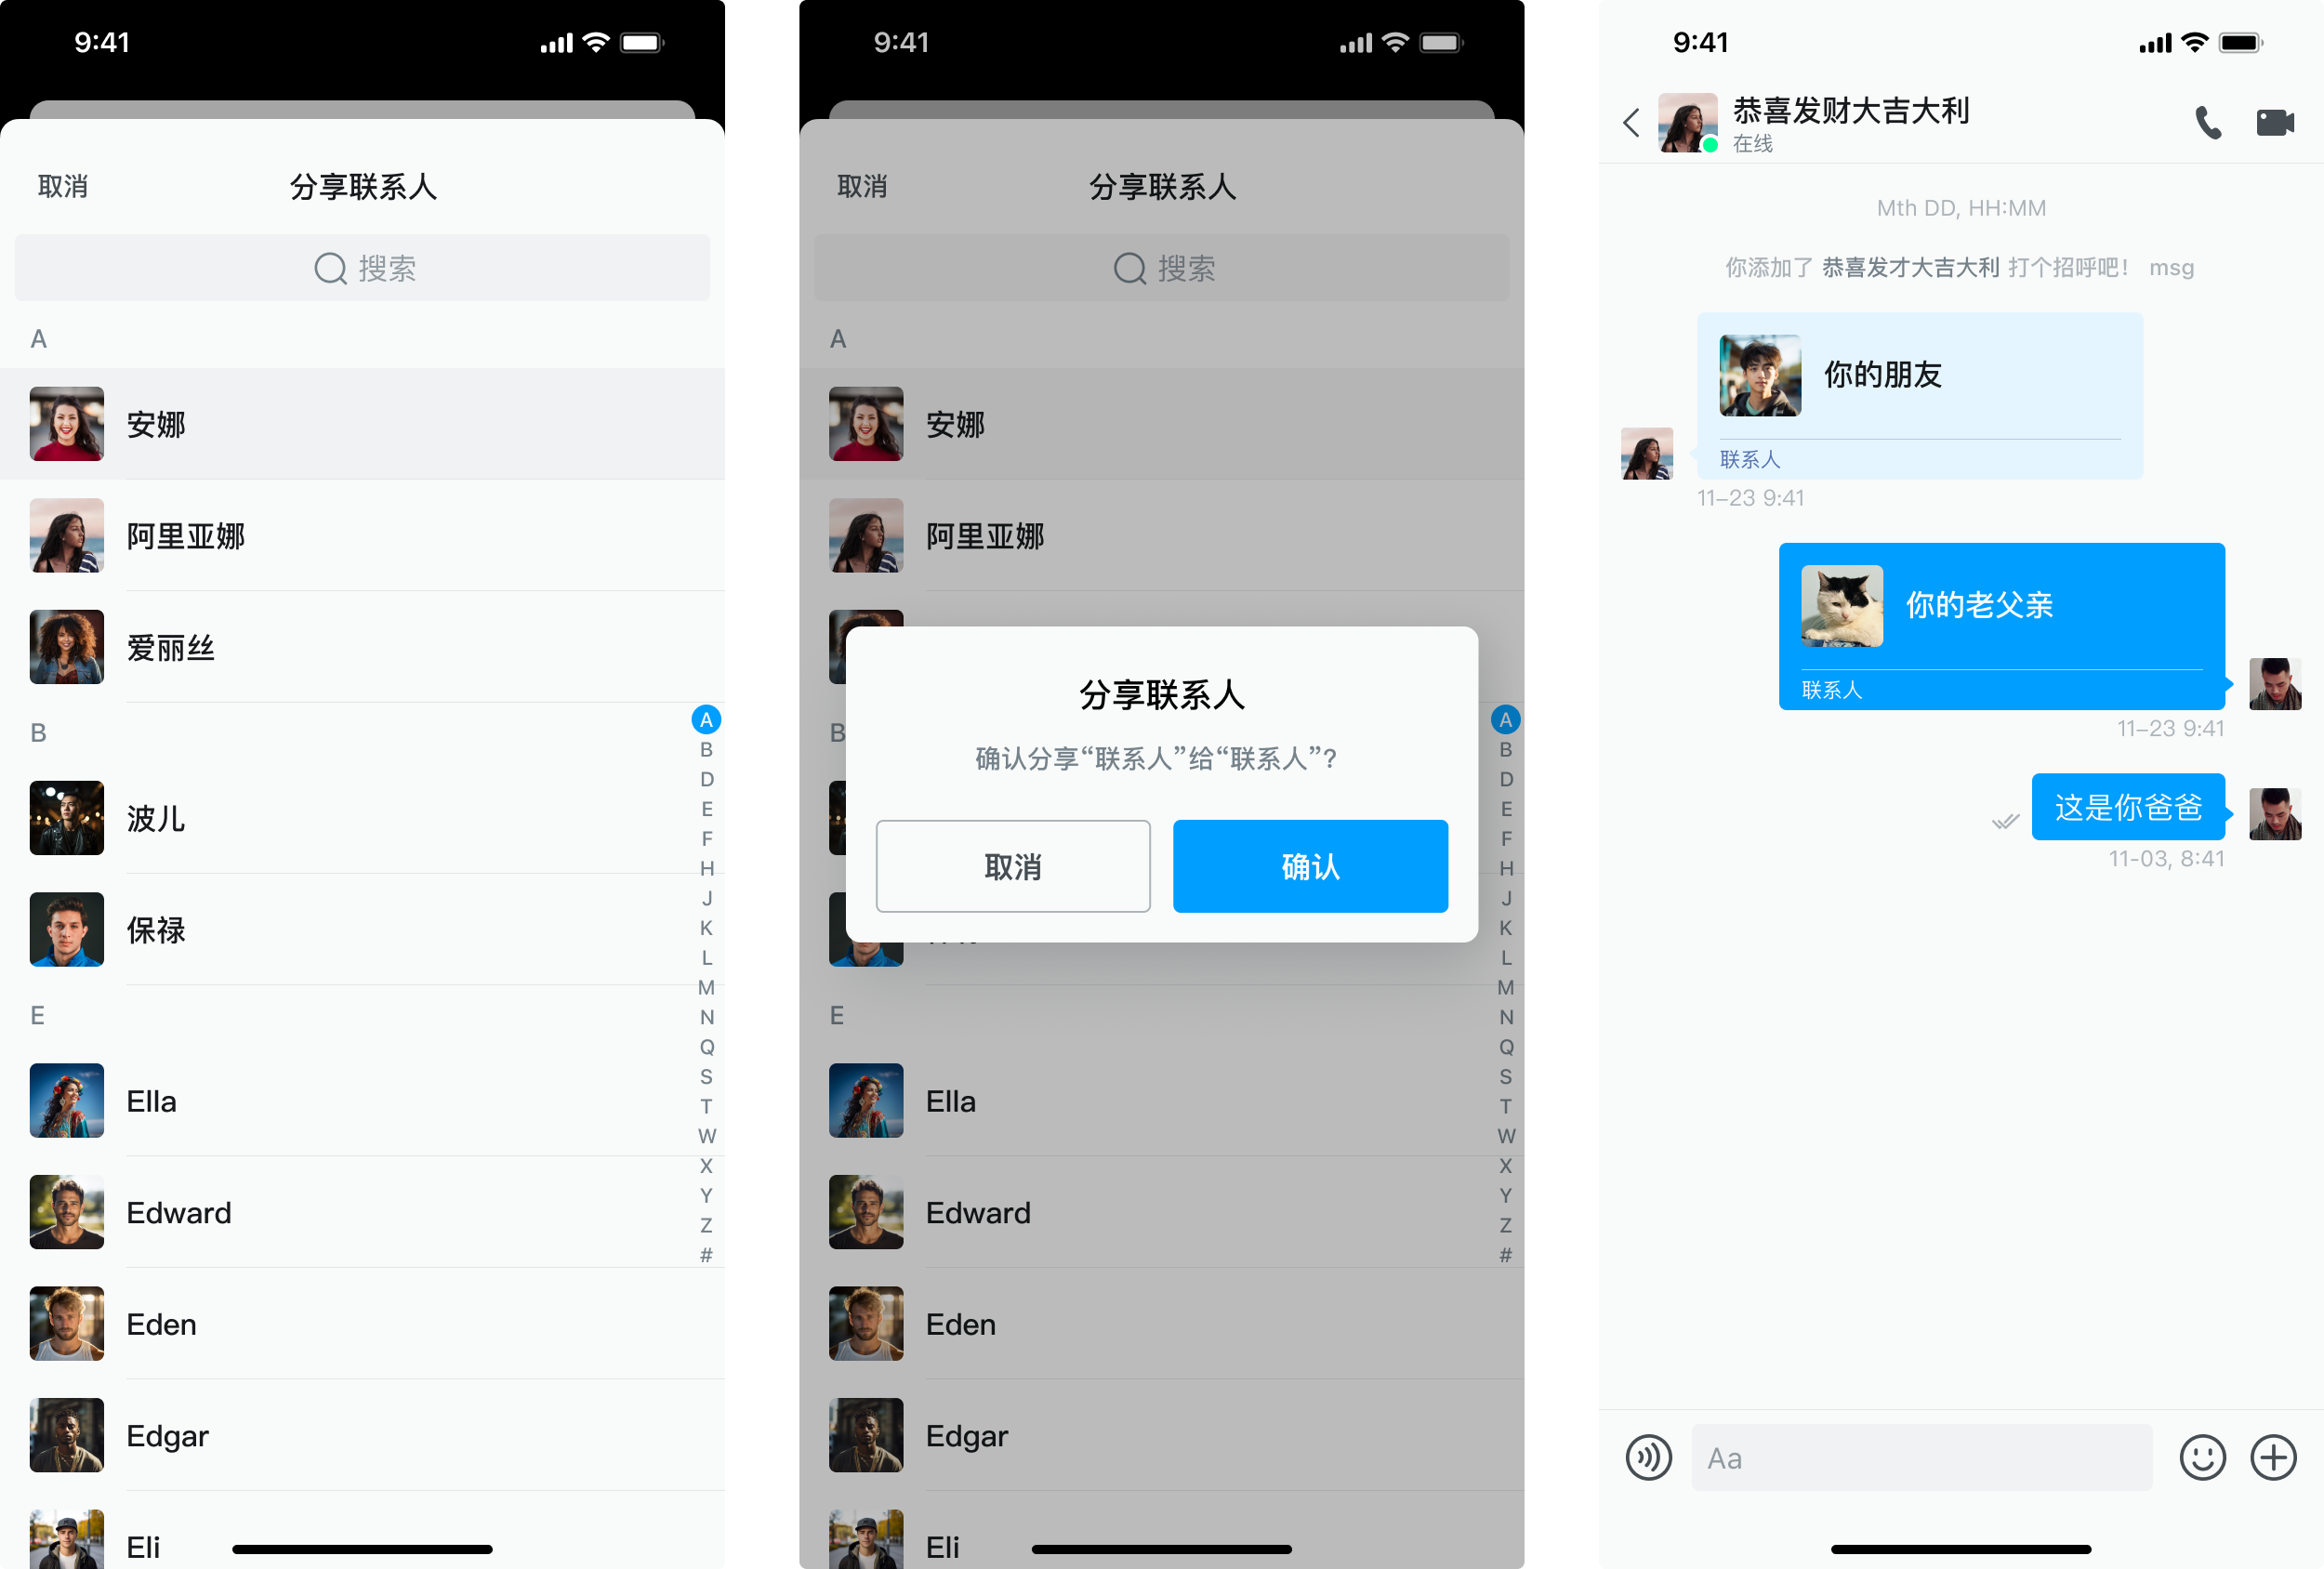 9:41
取消
分享联系人
搜索
A
安娜
阿里亚娜
爱丽丝
B
波儿
保禄
E
Ella
Edward
Eden
Edgar
Eli
A
B
D
E
F
H
J
K
L
M
N
Q
S
T
W
X
Y
Z
#
9:41
取消
分享联系人
搜索
A
安娜
阿里亚娜
B
分享联系人
确认分享“联系人”给“联系人”?
取消
确认
E
Ella
Edward
Eden
Edgar
Eli
A
B
D
E
F
H
J
K
L
M
N
Q
S
T
W
X
Y
Z
#
9:41
恭喜发财大吉大利
在线
Mth DD, HH:MM
你添加了 恭喜发才大吉大利 打个招呼吧! msg
你的朋友
联系人
11–23 9:41
你的老父亲
联系人
11–23 9:41
这是你爸爸
11-03, 8:41
Aa